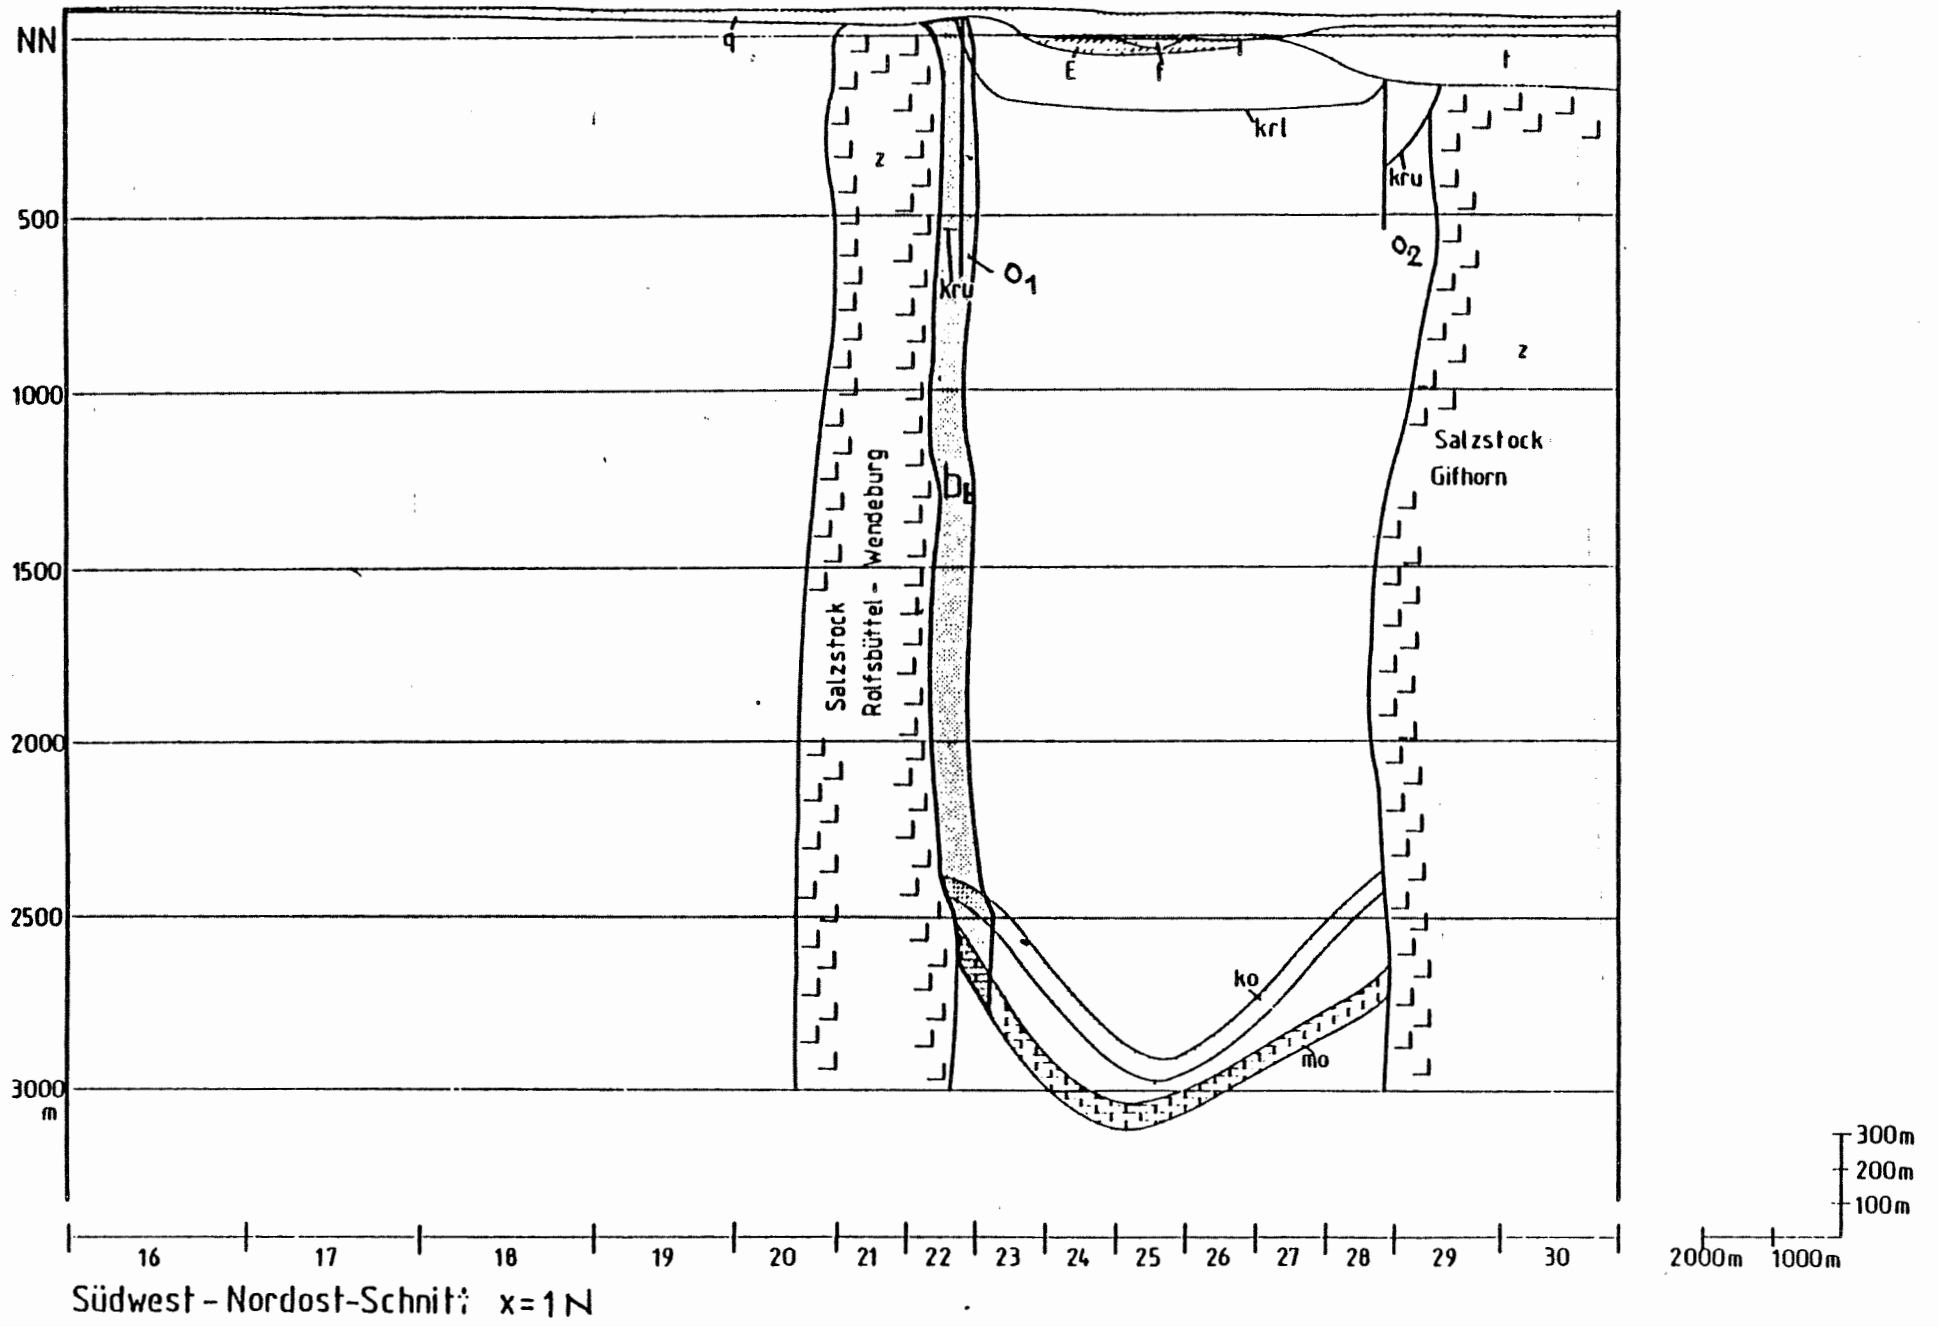 NN
q
E
f
t
krl
z
kru
500
O2
O1
kru
z
1000
Salzstock
Gifhorn
1500
Salzstock
Rolfsbüttel - Wendeburg
2000
2500
ko
mo
3000
m
300m
200m
100m
16 17 18 19 20 21 22 23 24 25 26 27 28 29 30
2000m 1000m
Südwest - Nordost-Schnitt x=1N